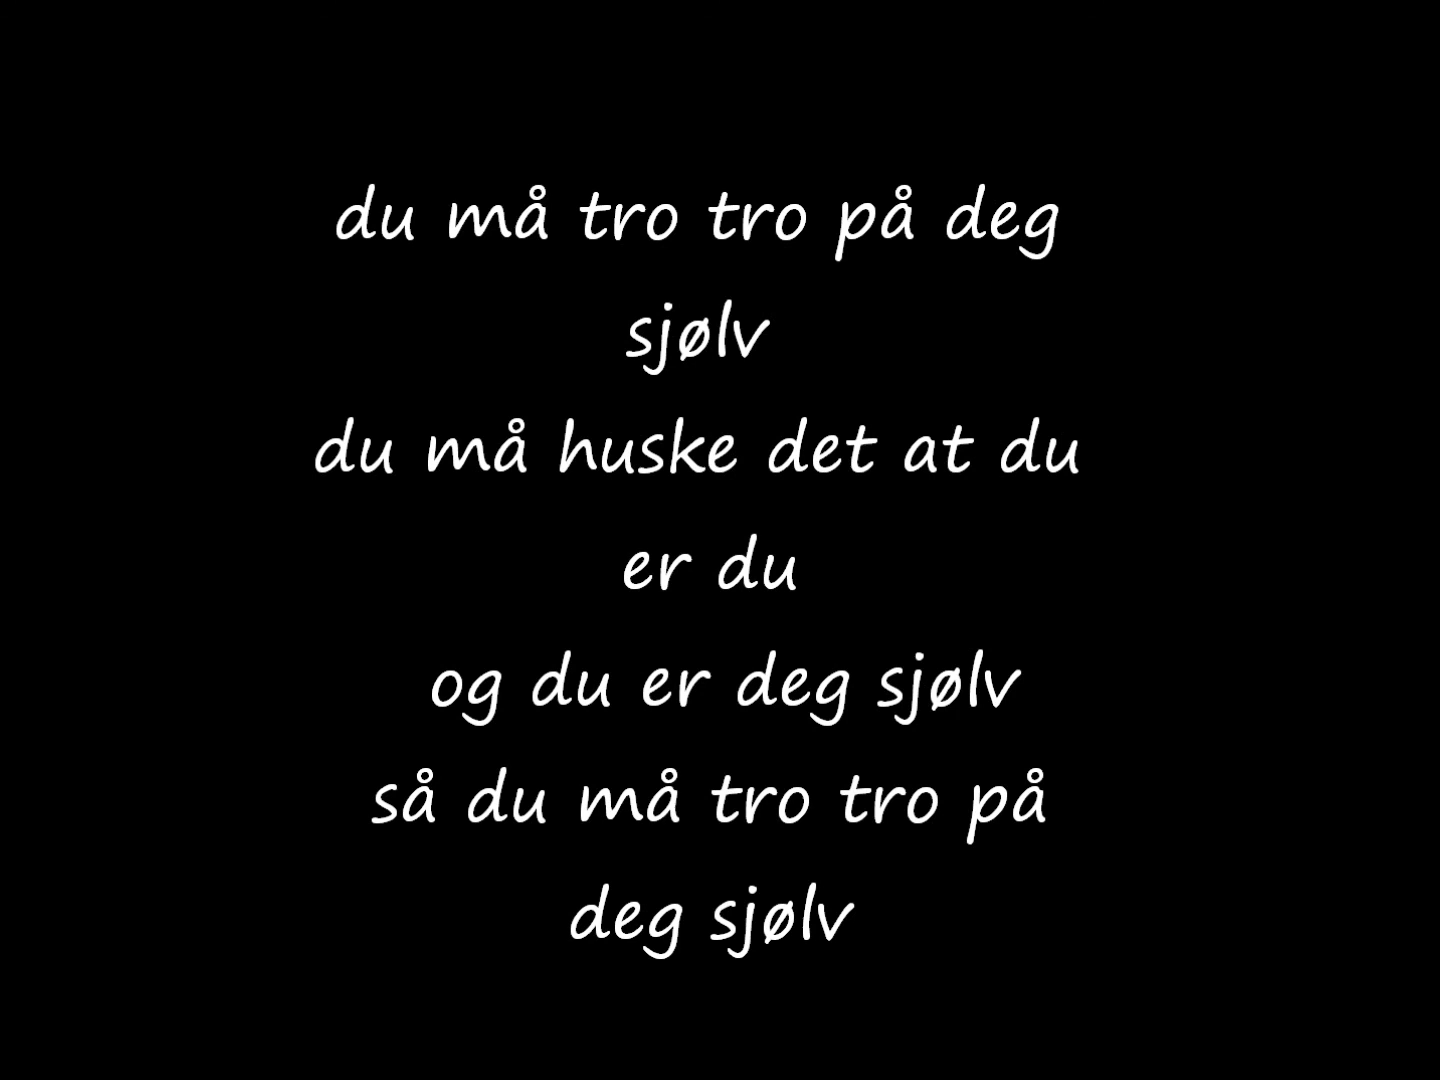 du må tro tro på deg
sjølv
du må huske det at du
er du
og du er deg sjølv
så du må tro tro på
deg sjølv